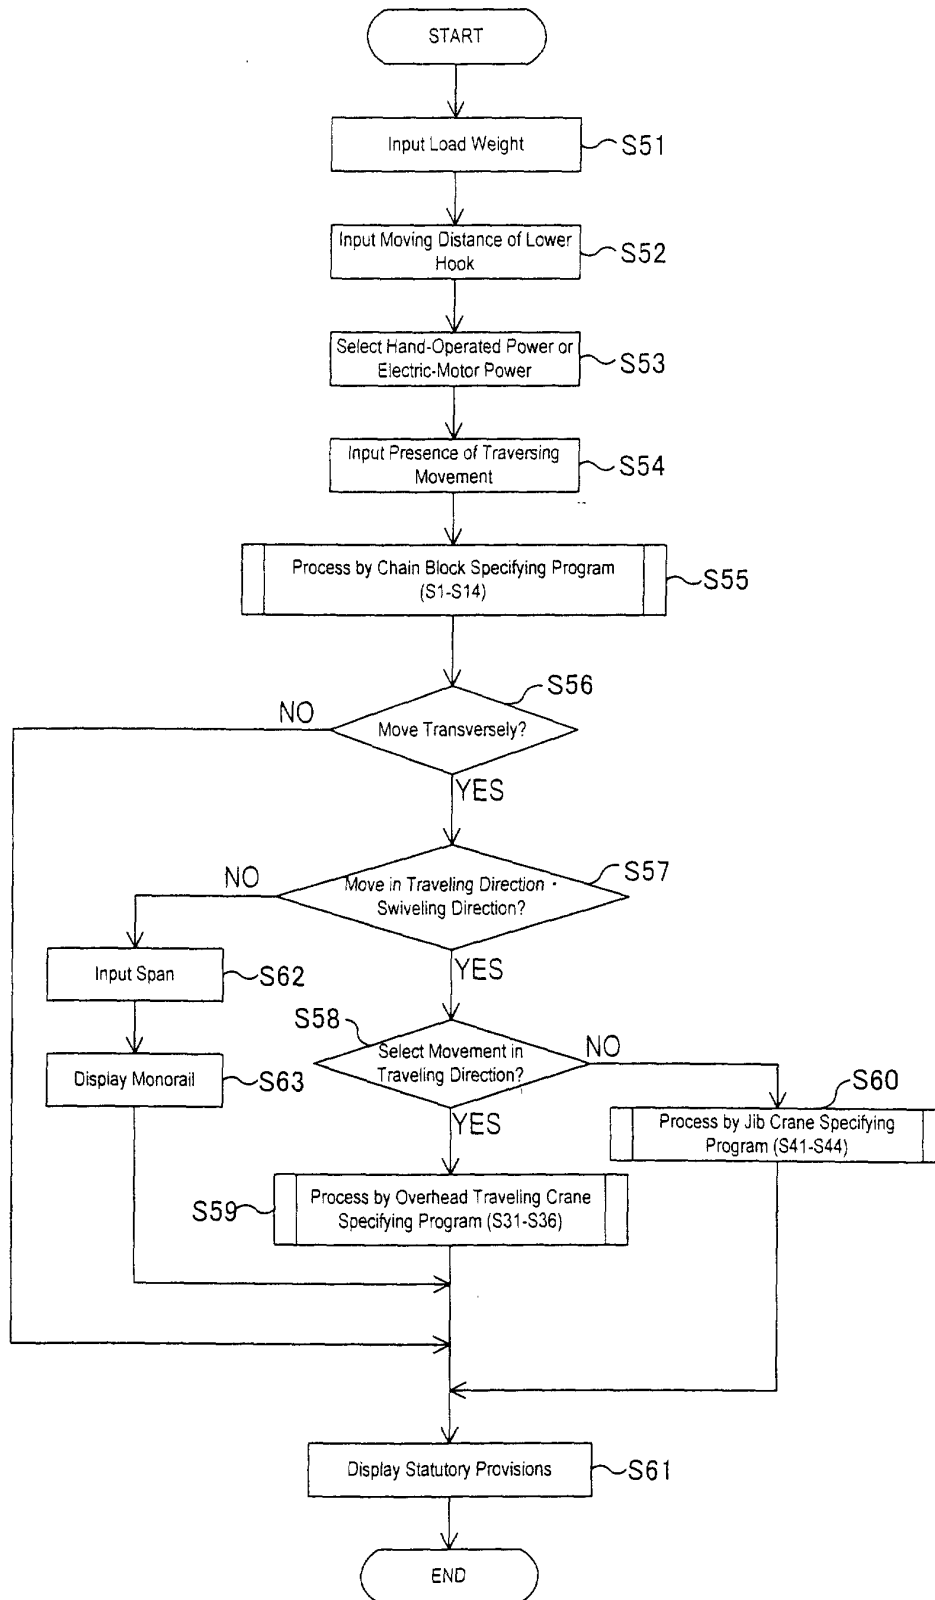 START
Input Load Weight
S51
Input Moving Distance of Lower
Hook
S52
Select Hand-Operated Power or
Electric-Motor Power
S53
Input Presence of Traversing
Movement
S54
Process by Chain Block Specifying Program
(S1-S14)
S55
S56
NO
Move Transversely?
YES
S57
NO
Move in Traveling Direction ·
Swiveling Direction?
YES
Input Span
S62
S58
Select Movement in
Traveling Direction?
NO
Display Monorail
S63
YES
S60
Process by Jib Crane Specifying
Program (S41-S44)
S59
Process by Overhead Traveling Crane
Specifying Program (S31-S36)
Display Statutory Provisions
S61
END